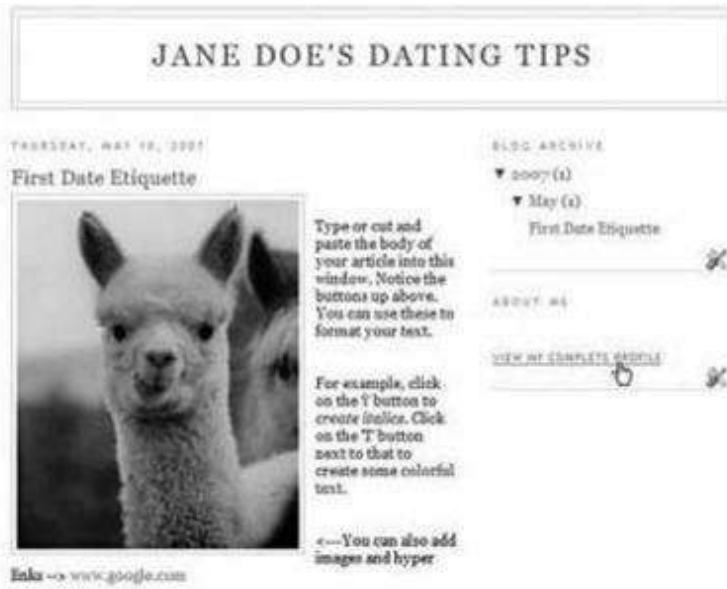 JANE DOE'S DATING TIPS
THURSDAY, MAY 10, 2007
First Date Etiquette
Type or cut and
paste the body of
your article into this
window. Notice the
buttons up above.
You can use these to
format your text.
For example, click
on the 'i' button to
create italics. Click
on the 'T' button
next to that to
create some colorful
text.
<---You can also add
images and hyper
links --> www.google.com
BLOG ARCHIVE
▼ 2007 (1)
▼ May (1)
First Date Etiquette
ABOUT ME
VIEW MY COMPLETE PROFILE